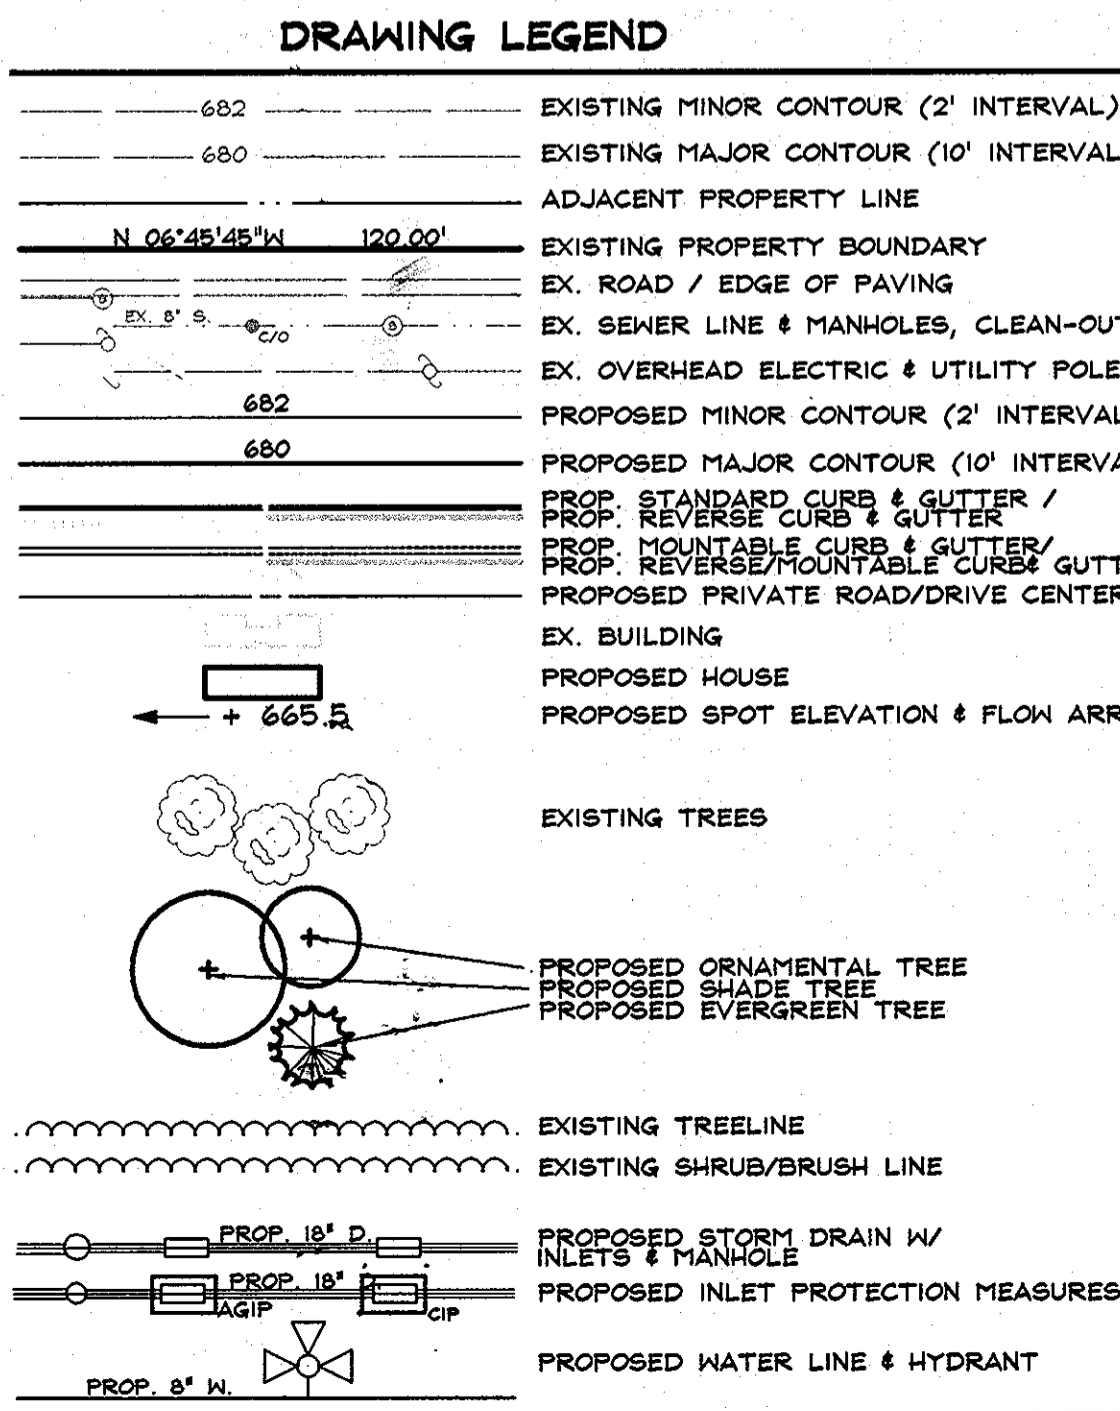 DRAWING LEGEND
682 EXISTING MINOR CONTOUR (2' INTERVAL)
680 EXISTING MAJOR CONTOUR (10' INTERVAL
ADJACENT PROPERTY LINE
N 06°45'45"W 120.00' EXISTING PROPERTY BOUNDARY
EX. ROAD / EDGE OF PAVING
S
EX. 8" S. C/O S EX. SEWER LINE & MANHOLES, CLEAN-OUT
EX. OVERHEAD ELECTRIC & UTILITY POLE
682 PROPOSED MINOR CONTOUR (2' INTERVAL
680 PROPOSED MAJOR CONTOUR (10' INTERVA
PROP. STANDARD CURB & GUTTER /
PROP. REVERSE CURB & GUTTER
PROP. MOUNTABLE CURB & GUTTER/
PROP. REVERSE/MOUNTABLE CURB& GUTT
PROPOSED PRIVATE ROAD/DRIVE CENTER
EX. BUILDING
PROPOSED HOUSE
+ 665.5 PROPOSED SPOT ELEVATION & FLOW ARR
EXISTING TREES
PROPOSED ORNAMENTAL TREE
PROPOSED SHADE TREE
PROPOSED EVERGREEN TREE
EXISTING TREELINE
EXISTING SHRUB/BRUSH LINE
PROP. 18" D. PROPOSED STORM DRAIN W/
INLETS & MANHOLE
PROP. 18" D. PROPOSED INLET PROTECTION MEASURES
AGIP CIP
PROPOSED WATER LINE & HYDRANT
PROP. 8" W.